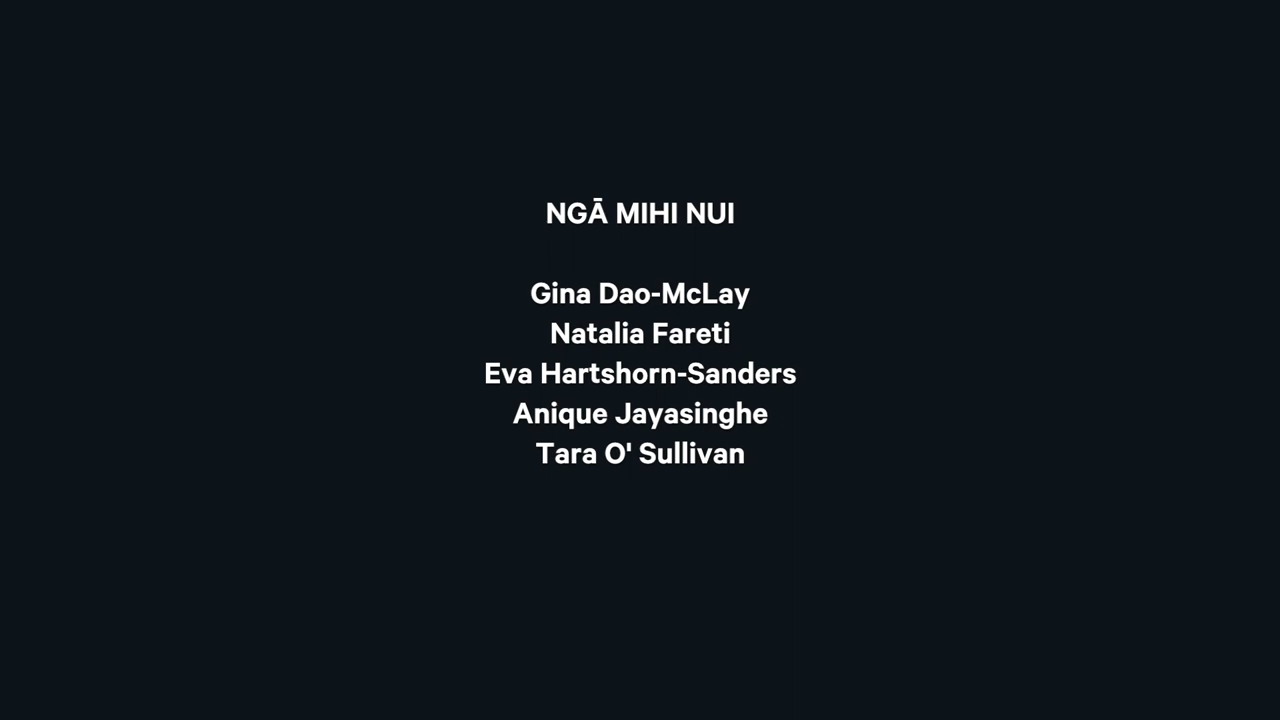 NGĀ MIHI NUI
Gina Dao-McLay
Natalia Fareti
Eva Hartshorn-Sanders
Anique Jayasinghe
Tara O' Sullivan